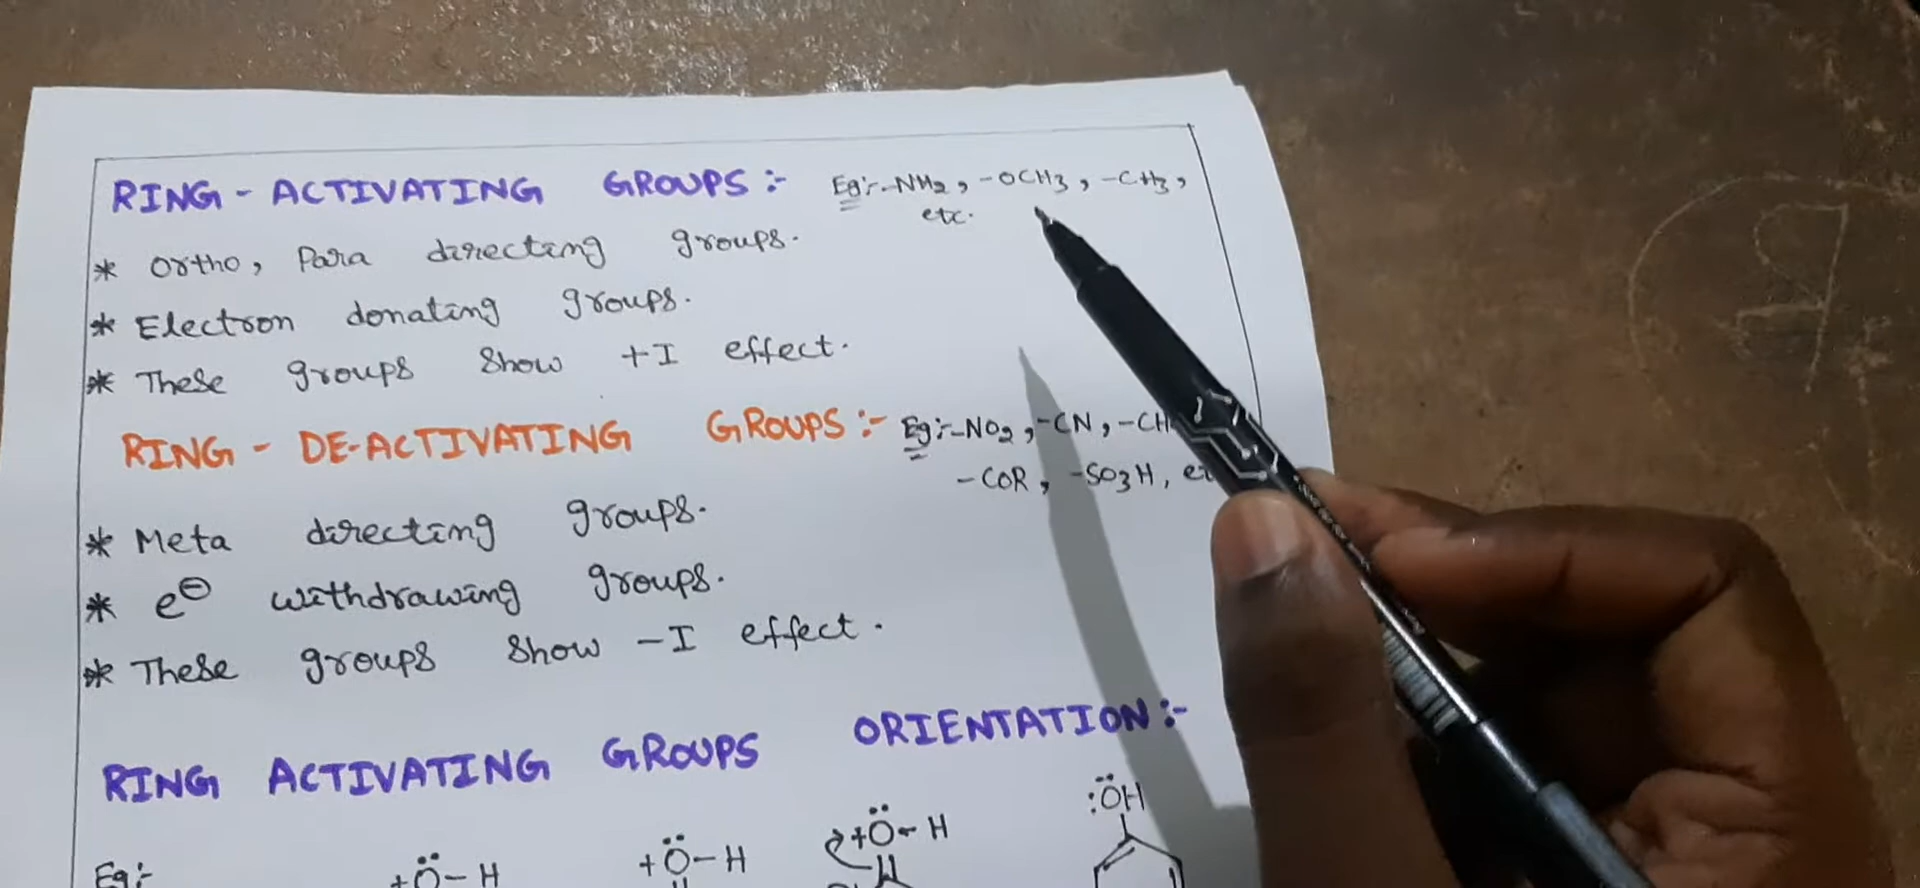 RING - ACTIVATING GROUPS :- Eg:- -NH₂, -OCH₃, -CH₃,
etc.
* Ortho, Para directing groups.
* Electron donating groups.
* These groups show +I effect.
RING - DE-ACTIVATING GROUPS :- Eg:- -NO₂, -CN, -CH
-COR, -SO₃H,
* Meta directing groups.
* e⊖ withdrawing groups.
* These groups show -I effect.
RING ACTIVATING GROUPS ORIENTATION :-
Eg:- +Ö-H +Ö-H +Ö-H :ÖH